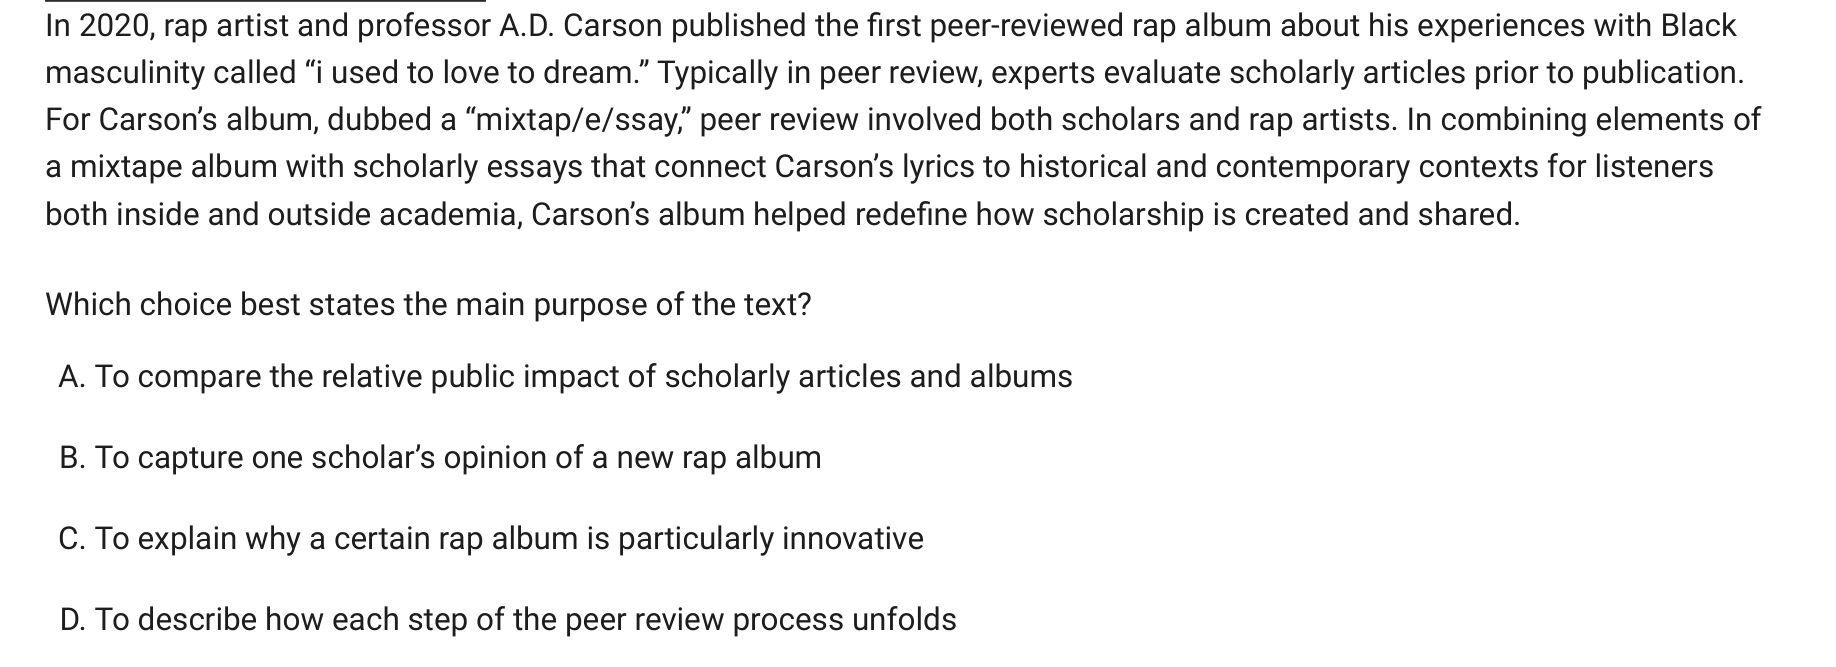 In 2020, rap artist and professor A.D. Carson published the first peer-reviewed rap album about his experiences with Black
masculinity called “i used to love to dream.” Typically in peer review, experts evaluate scholarly articles prior to publication.
For Carson’s album, dubbed a “mixtap/e/ssay,” peer review involved both scholars and rap artists. In combining elements of
a mixtape album with scholarly essays that connect Carson’s lyrics to historical and contemporary contexts for listeners
both inside and outside academia, Carson’s album helped redefine how scholarship is created and shared.
Which choice best states the main purpose of the text?
A. To compare the relative public impact of scholarly articles and albums
B. To capture one scholar’s opinion of a new rap album
C. To explain why a certain rap album is particularly innovative
D. To describe how each step of the peer review process unfolds